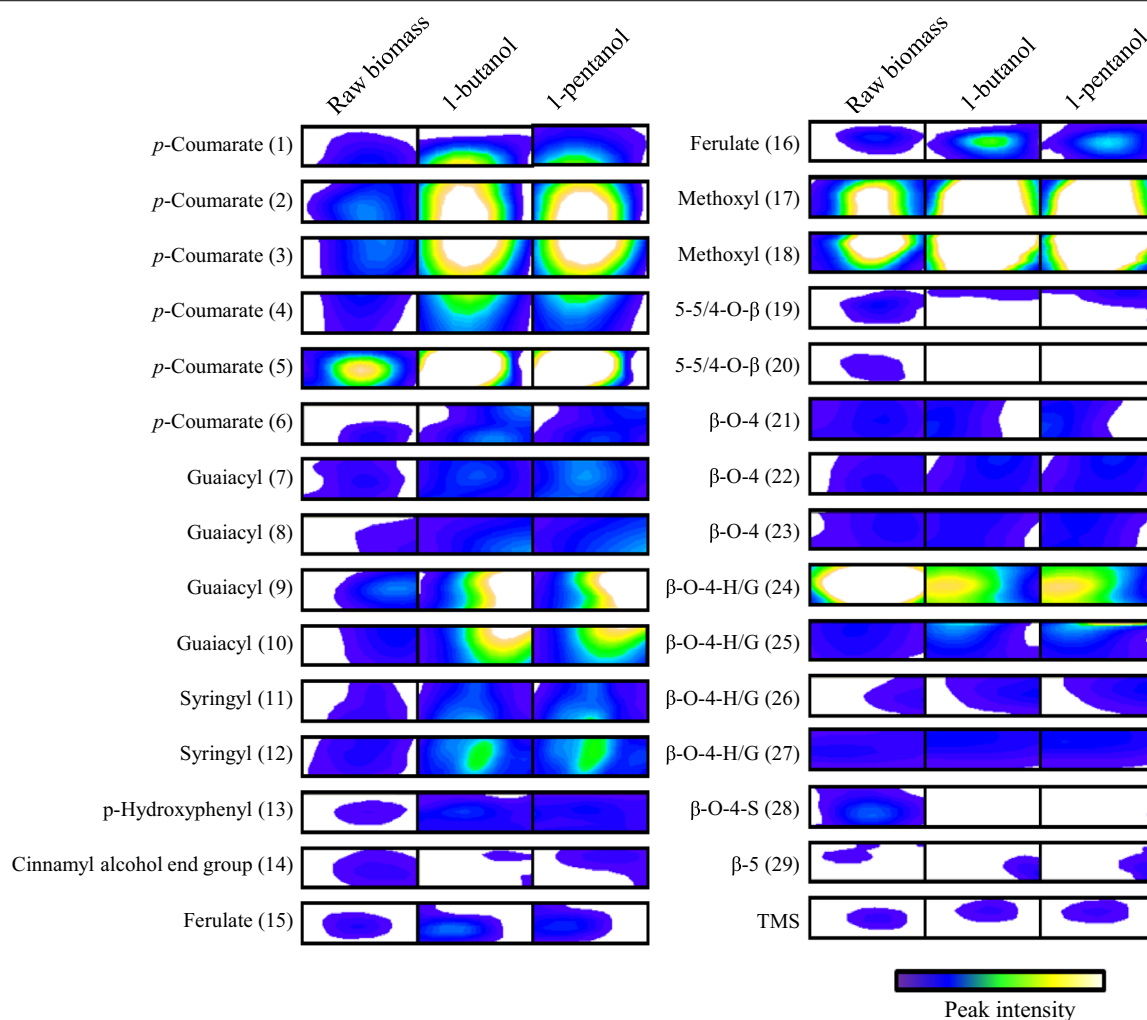 Raw biomass
1-butanol
1-pentanol
p-Coumarate (1)
p-Coumarate (2)
p-Coumarate (3)
p-Coumarate (4)
p-Coumarate (5)
p-Coumarate (6)
Guaiacyl (7)
Guaiacyl (8)
Guaiacyl (9)
Guaiacyl (10)
Syringyl (11)
Syringyl (12)
p-Hydroxyphenyl (13)
Cinnamyl alcohol end group (14)
Ferulate (15)
Raw biomass
1-butanol
1-pentanol
Ferulate (16)
Methoxyl (17)
Methoxyl (18)
5-5/4-O-β (19)
5-5/4-O-β (20)
β-O-4 (21)
β-O-4 (22)
β-O-4 (23)
β-O-4-H/G (24)
β-O-4-H/G (25)
β-O-4-H/G (26)
β-O-4-H/G (27)
β-O-4-S (28)
β-5 (29)
TMS
Peak intensity